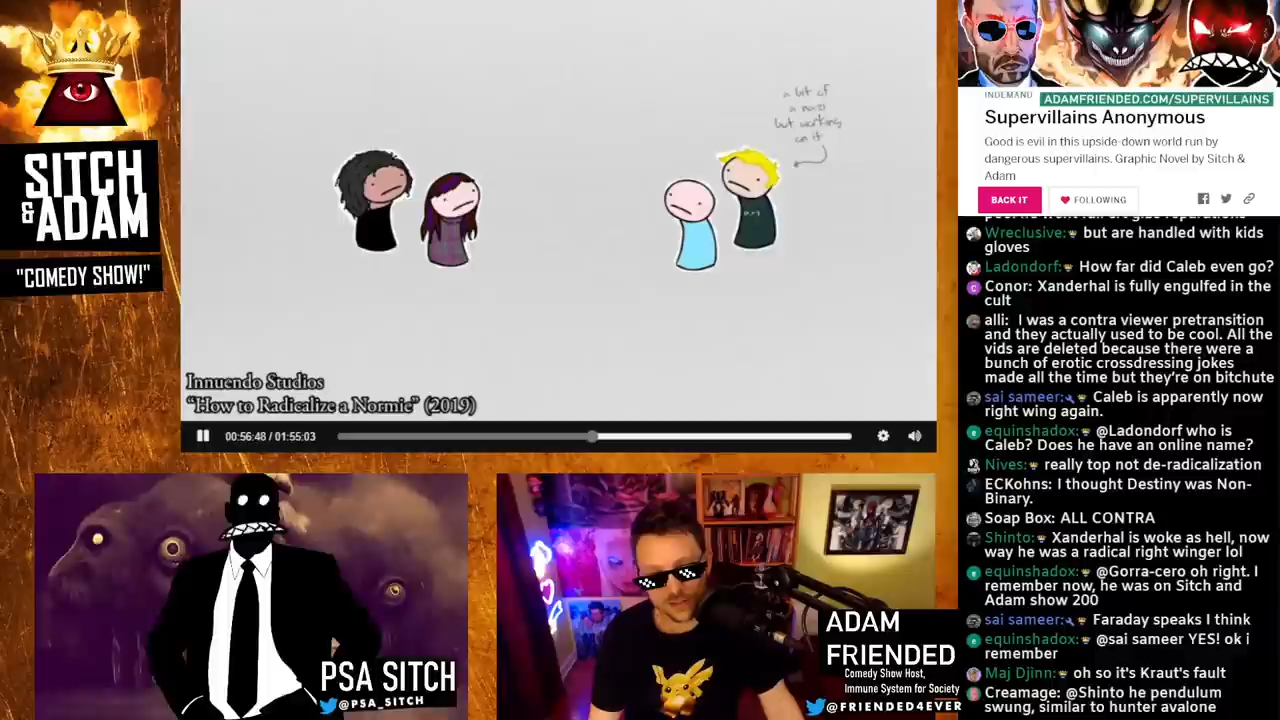 SITCH
& ADAM
"COMEDY SHOW!"
a bit of
a nazi
but working
on it
Innuendo Studios
“How to Radicalize a Normie” (2019)
00:56:48 / 01:55:03
PSA SITCH
@PSA_SITCH
ADAM
FRIENDED
Comedy Show Host,
Immune System for Society
@FRIENDED4EVER
INDEMAND
ADAMFRIENDED.COM/SUPERVILLAINS
Supervillains Anonymous
Good is evil in this upside-down world run by
dangerous supervillains. Graphic Novel by Sitch &
Adam
BACK IT
FOLLOWING
Wreclusive: but are handled with kids
gloves
Ladondorf: How far did Caleb even go?
Conor: Xanderhal is fully engulfed in the
cult
alli: I was a contra viewer pretransition
and they actually used to be cool. All the
vids are deleted because there were a
bunch of erotic crossdressing jokes
made all the time but they’re on bitchute
sai sameer: Caleb is apparently now
right wing again.
equinshadox: @Ladondorf who is
Caleb? Does he have an online name?
Nives: really top not de-radicalization
ECKohns: I thought Destiny was Non-
Binary.
Soap Box: ALL CONTRA
Shinto: Xanderhal is woke as hell, now
way he was a radical right winger lol
equinshadox: @Gorra-cero oh right. I
remember now, he was on Sitch and
Adam show 200
sai sameer: Faraday speaks I think
equinshadox: @sai sameer YES! ok i
remember
Maj Djinn: oh so it's Kraut's fault
Creamage: @Shinto he pendulum
swung, similar to hunter avalone